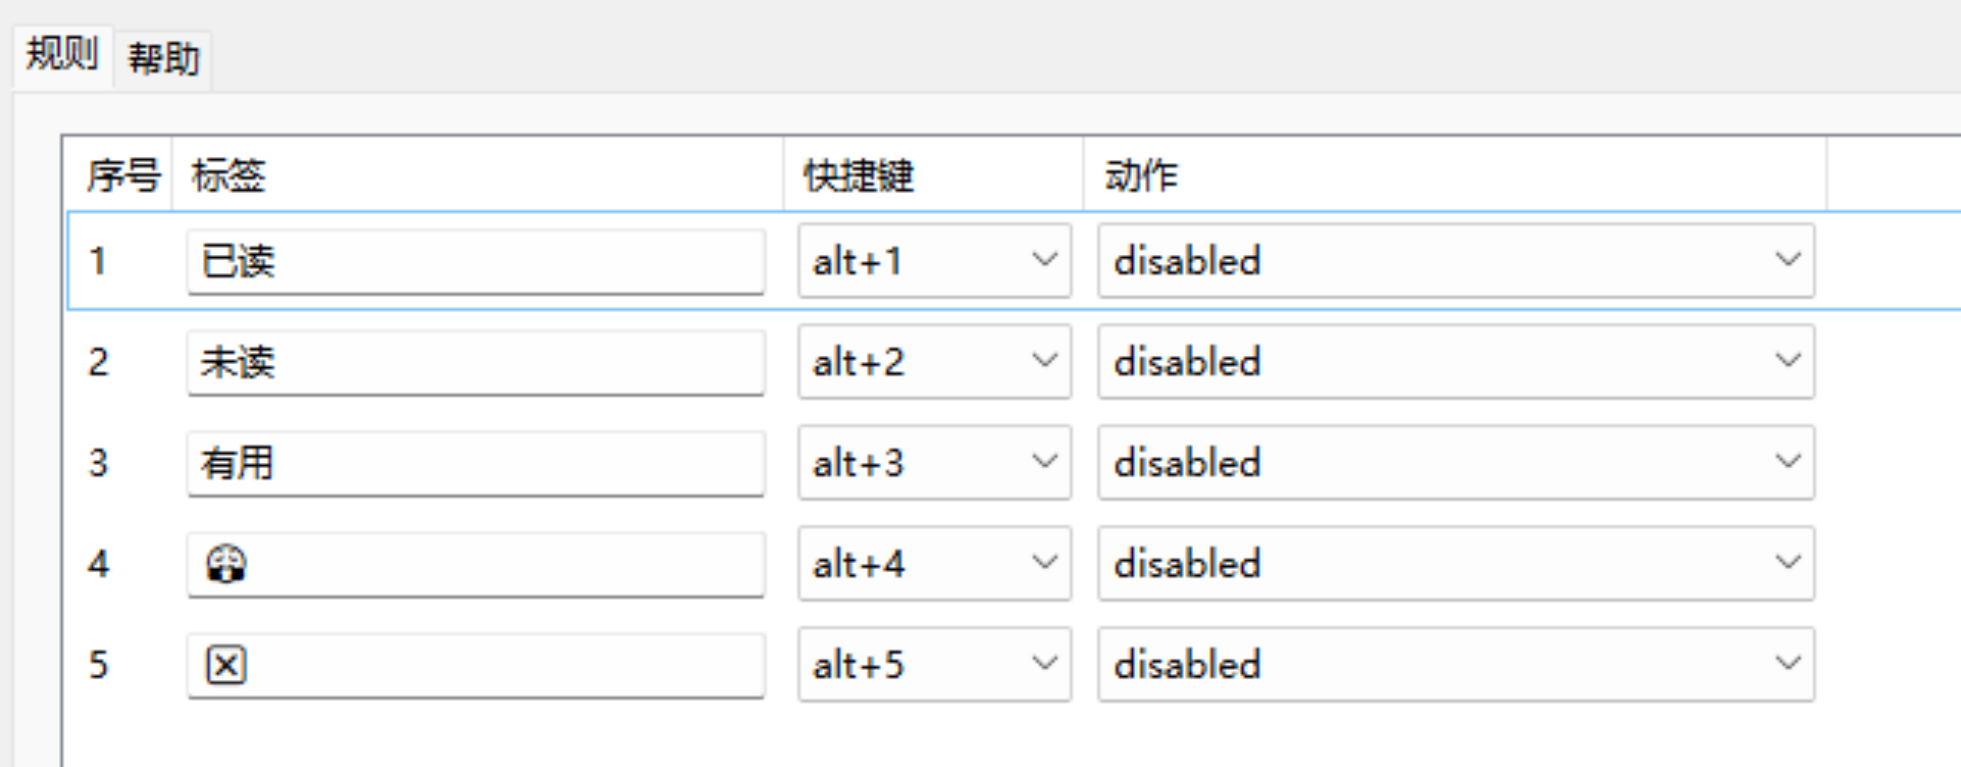 规则 帮助
序号 标签 快捷键 动作
1 已读 alt+1 disabled
2 未读 alt+2 disabled
3 有用 alt+3 disabled
4 😭 alt+4 disabled
5 ❎ alt+5 disabled